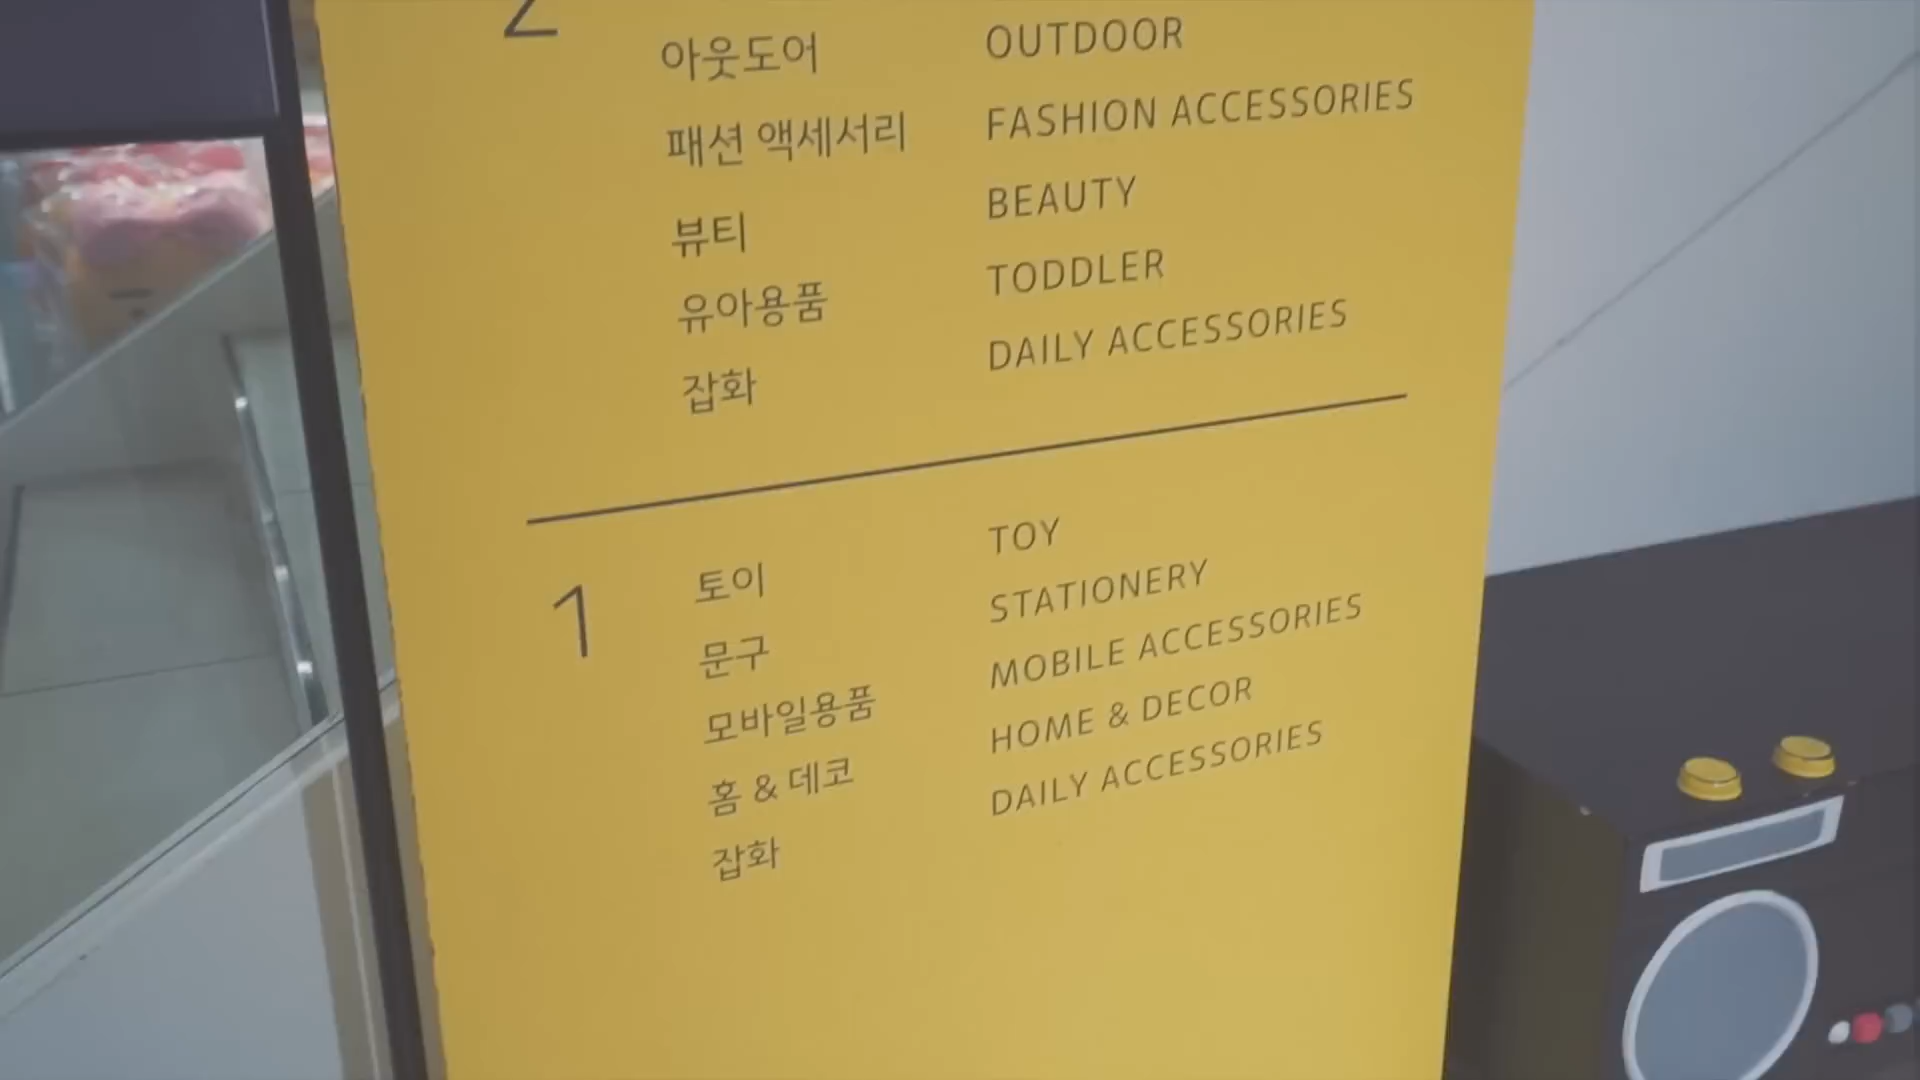 2
아웃도어 OUTDOOR
패션 액세서리 FASHION ACCESSORIES
뷰티 BEAUTY
유아용품 TODDLER
잡화 DAILY ACCESSORIES
1
토이 TOY
문구 STATIONERY
모바일용품 MOBILE ACCESSORIES
홈 & 데코 HOME & DECOR
잡화 DAILY ACCESSORIES